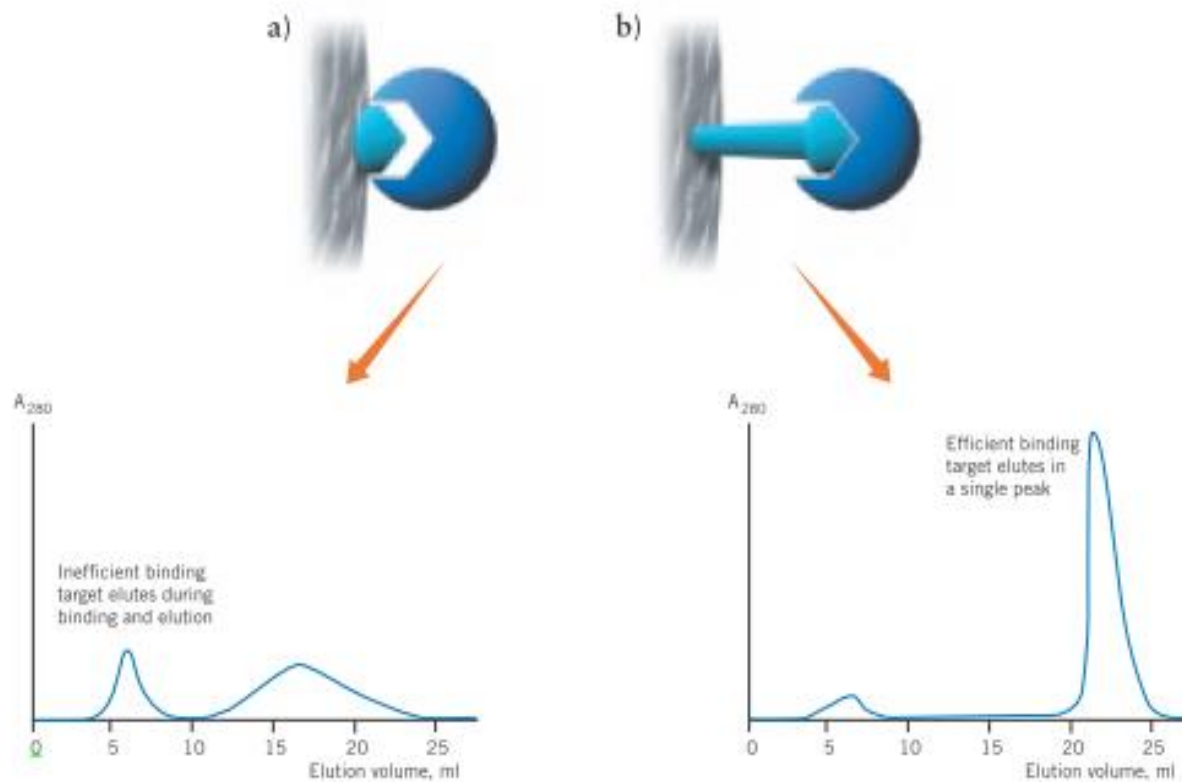 a)
b)
A280
Inefficient binding
target elutes during
binding and elution
0 5 10 15 20 25
Elution volume, ml
A280
Efficient binding
target elutes in
a single peak
0 5 10 15 20 25
Elution volume, ml